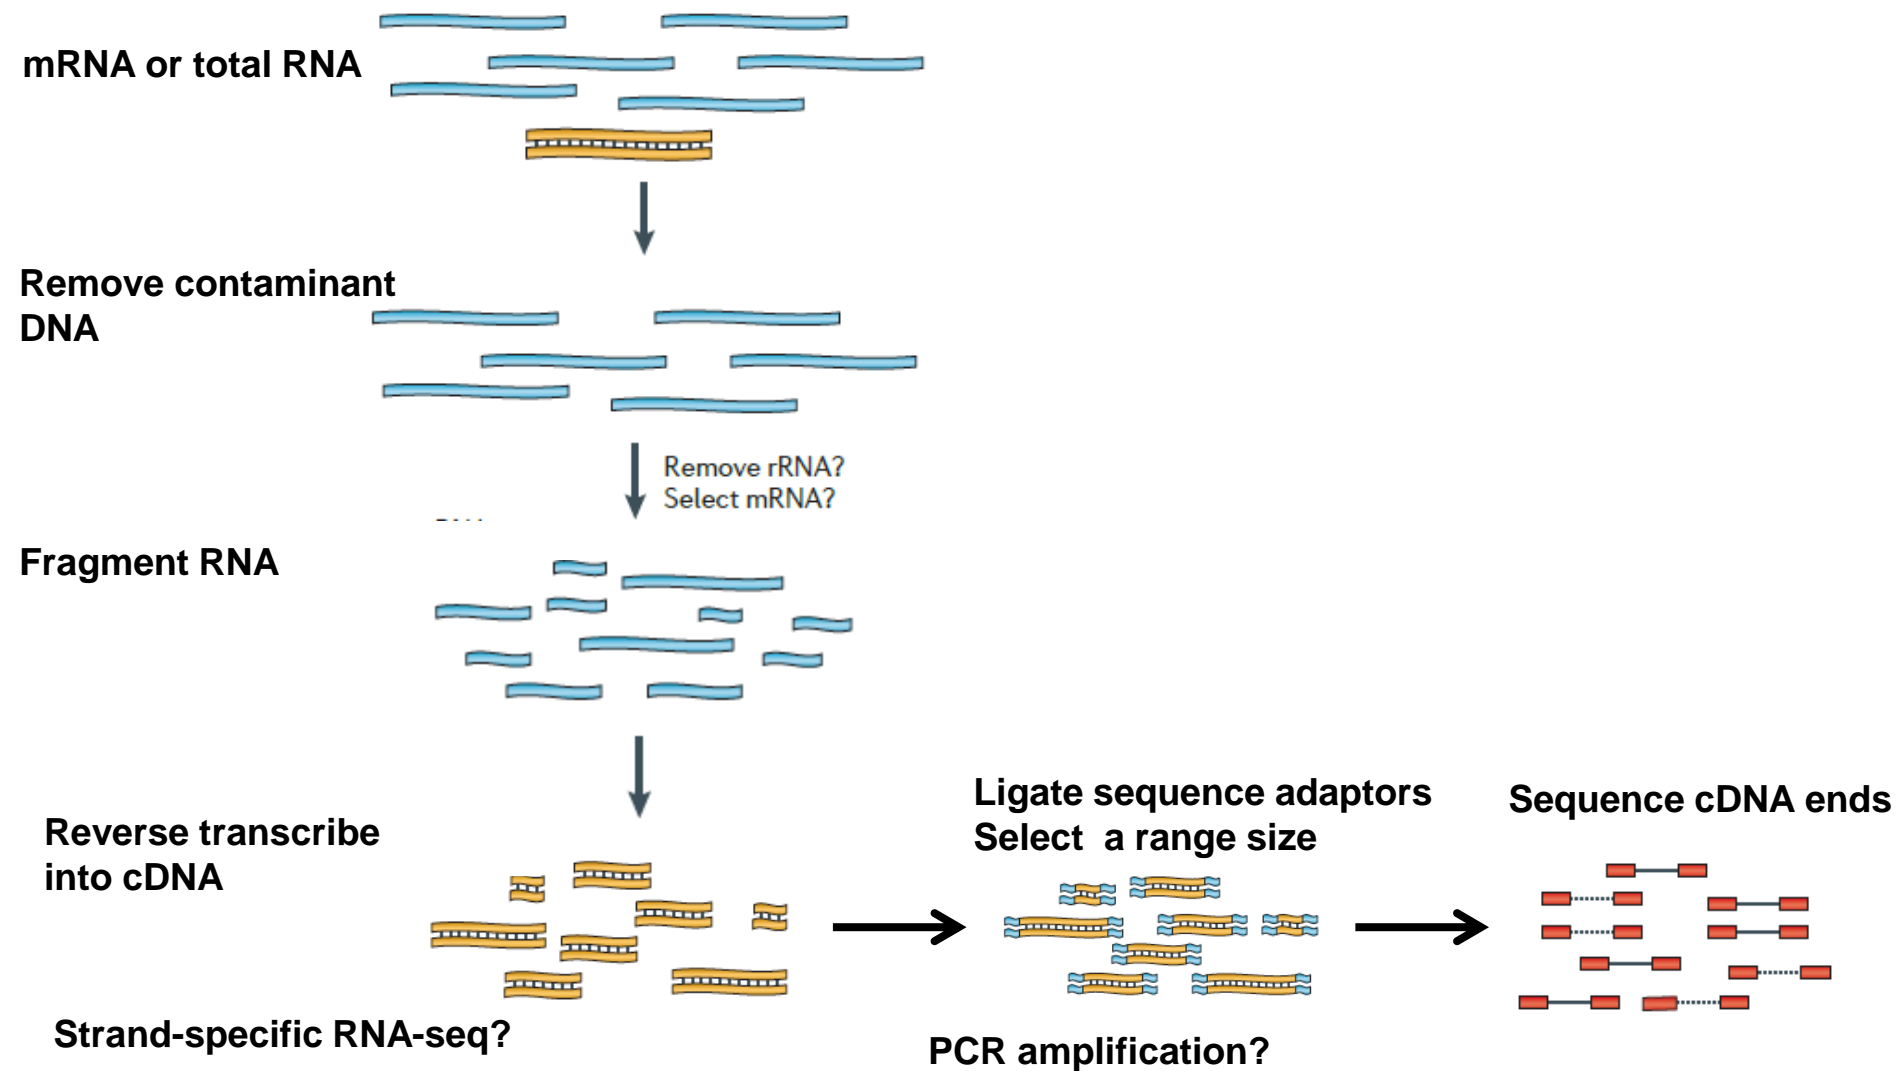 mRNA or total RNA
Remove contaminant
DNA
Remove rRNA?
Select mRNA?
Fragment RNA
Reverse transcribe
into cDNA
Strand-specific RNA-seq?
Ligate sequence adaptors
Select  a range size
PCR amplification?
Sequence cDNA ends